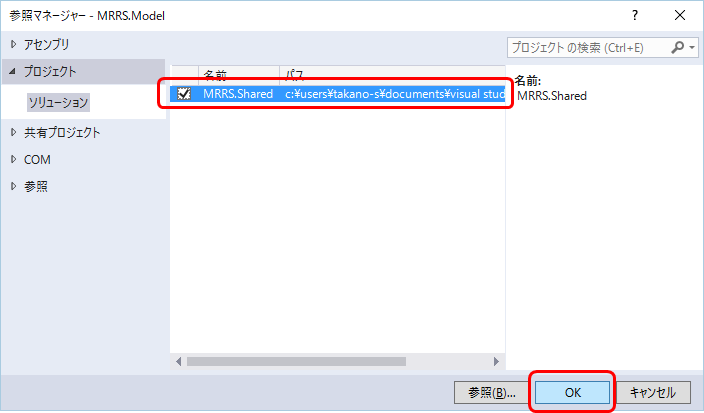 参照マネージャー - MRRS.Model
?
アセンブリ
プロジェクト
ソリューション
共有プロジェクト
COM
参照
名前 パス
MRRS.Shared c:¥users¥takano-s¥documents¥visual stud
プロジェクトの検索 (Ctrl+E)
名前:
MRRS.Shared
参照(B)... OK キャンセル